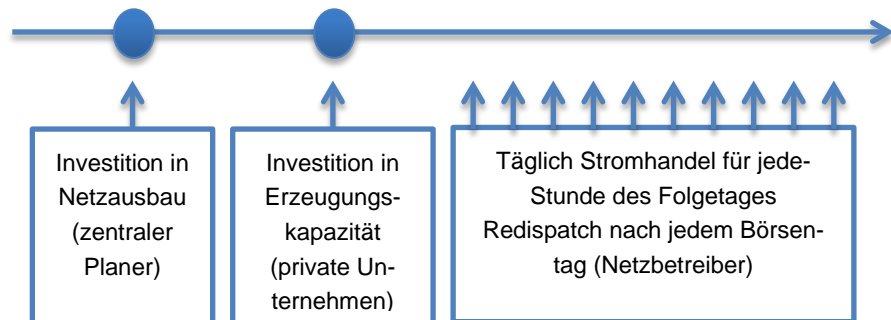 Investition in
Netzausbau
(zentraler
Planer)
Investition in
Erzeugungs-
kapazität
(private Un-
ternehmen)
Täglich Stromhandel für jede-
Stunde des Folgetages
Redispatch nach jedem Börsen-
tag (Netzbetreiber)